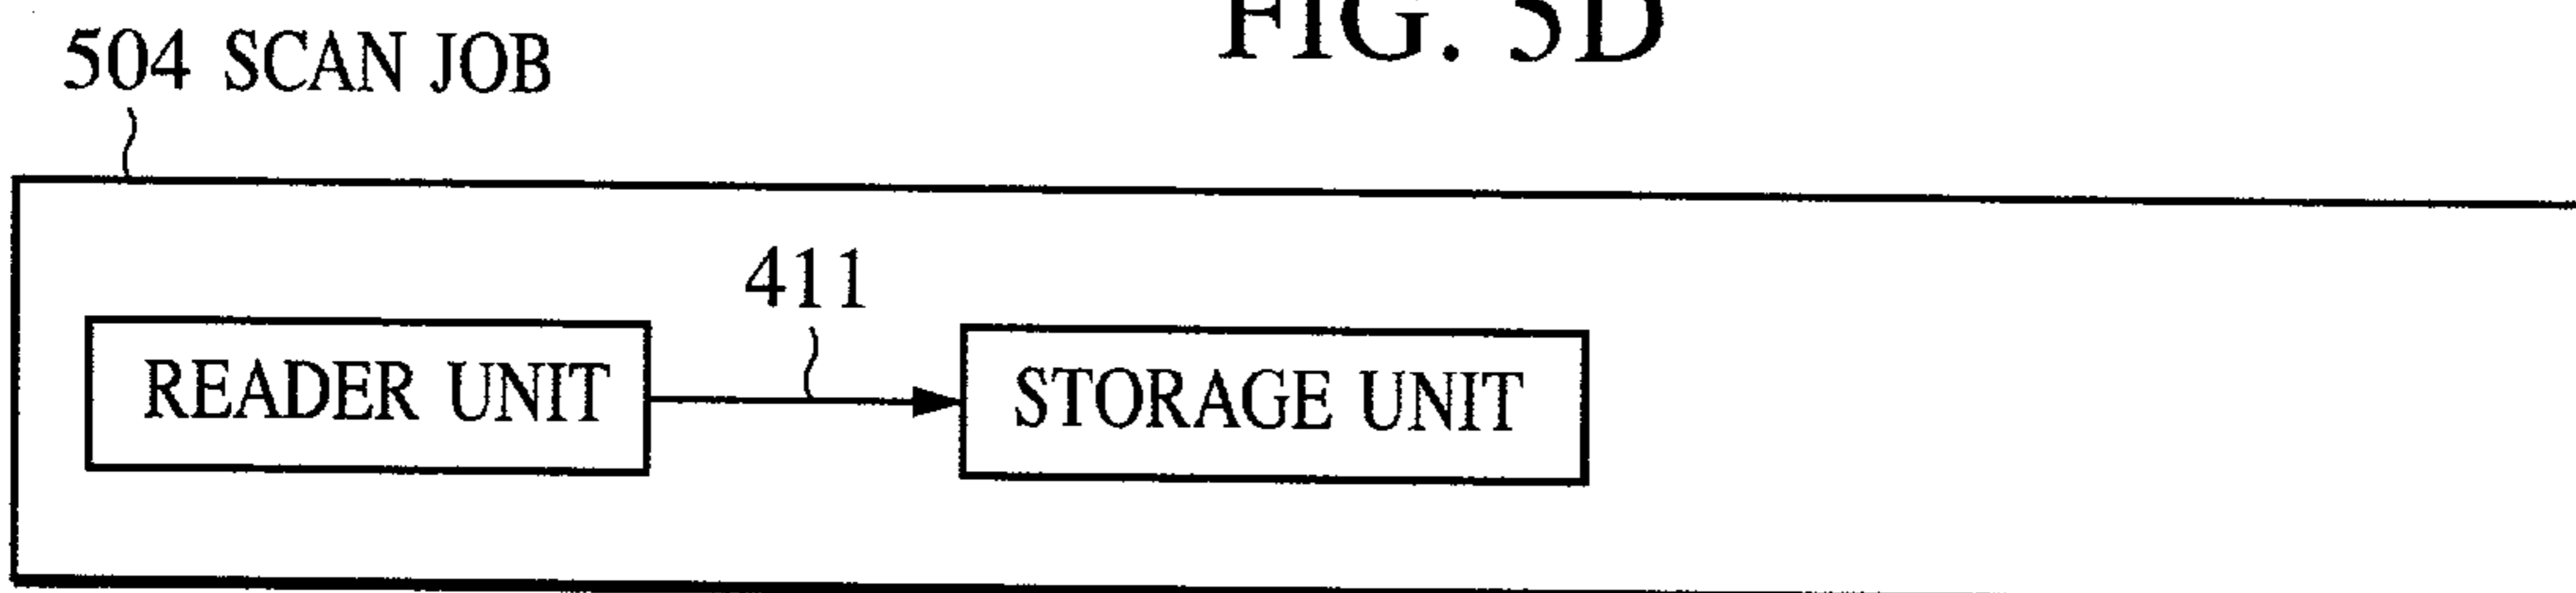 FIG. 5D
504 SCAN JOB
411
READER UNIT
STORAGE UNIT